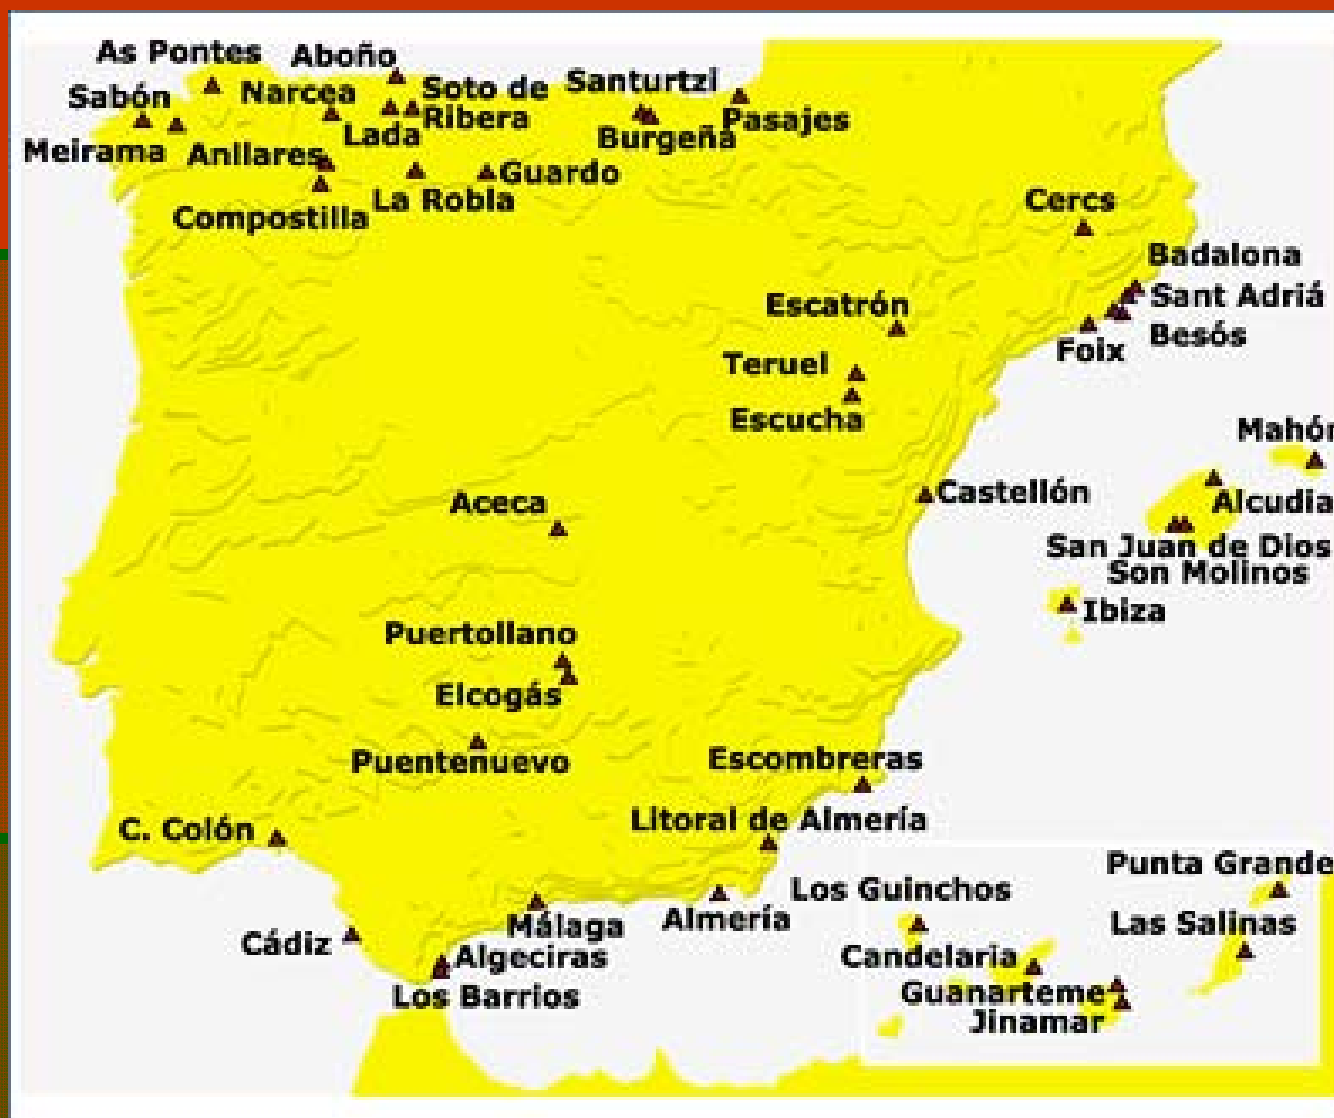 As Pontes
Aboño
Sabón
Narcea
Soto de
Ribera
Santurtzi
Pasajes
Meirama
Anllares
Lada
Burgeña
La Robla
Guardo
Compostilla
Cercs
Badalona
Sant Adriá
Besós
Foix
Escatrón
Teruel
Escucha
Mahón
Alcudia
Aceca
Castellón
San Juan de Dios
Son Molinos
Ibiza
Puertollano
Elcogás
Puentenuevo
Escombreras
Litoral de Almería
C. Colón
Punta Grande
Los Guinchos
Las Salinas
Málaga
Almería
Cádiz
Algeciras
Candelaria
Los Barrios
Guanarteme
Jinamar